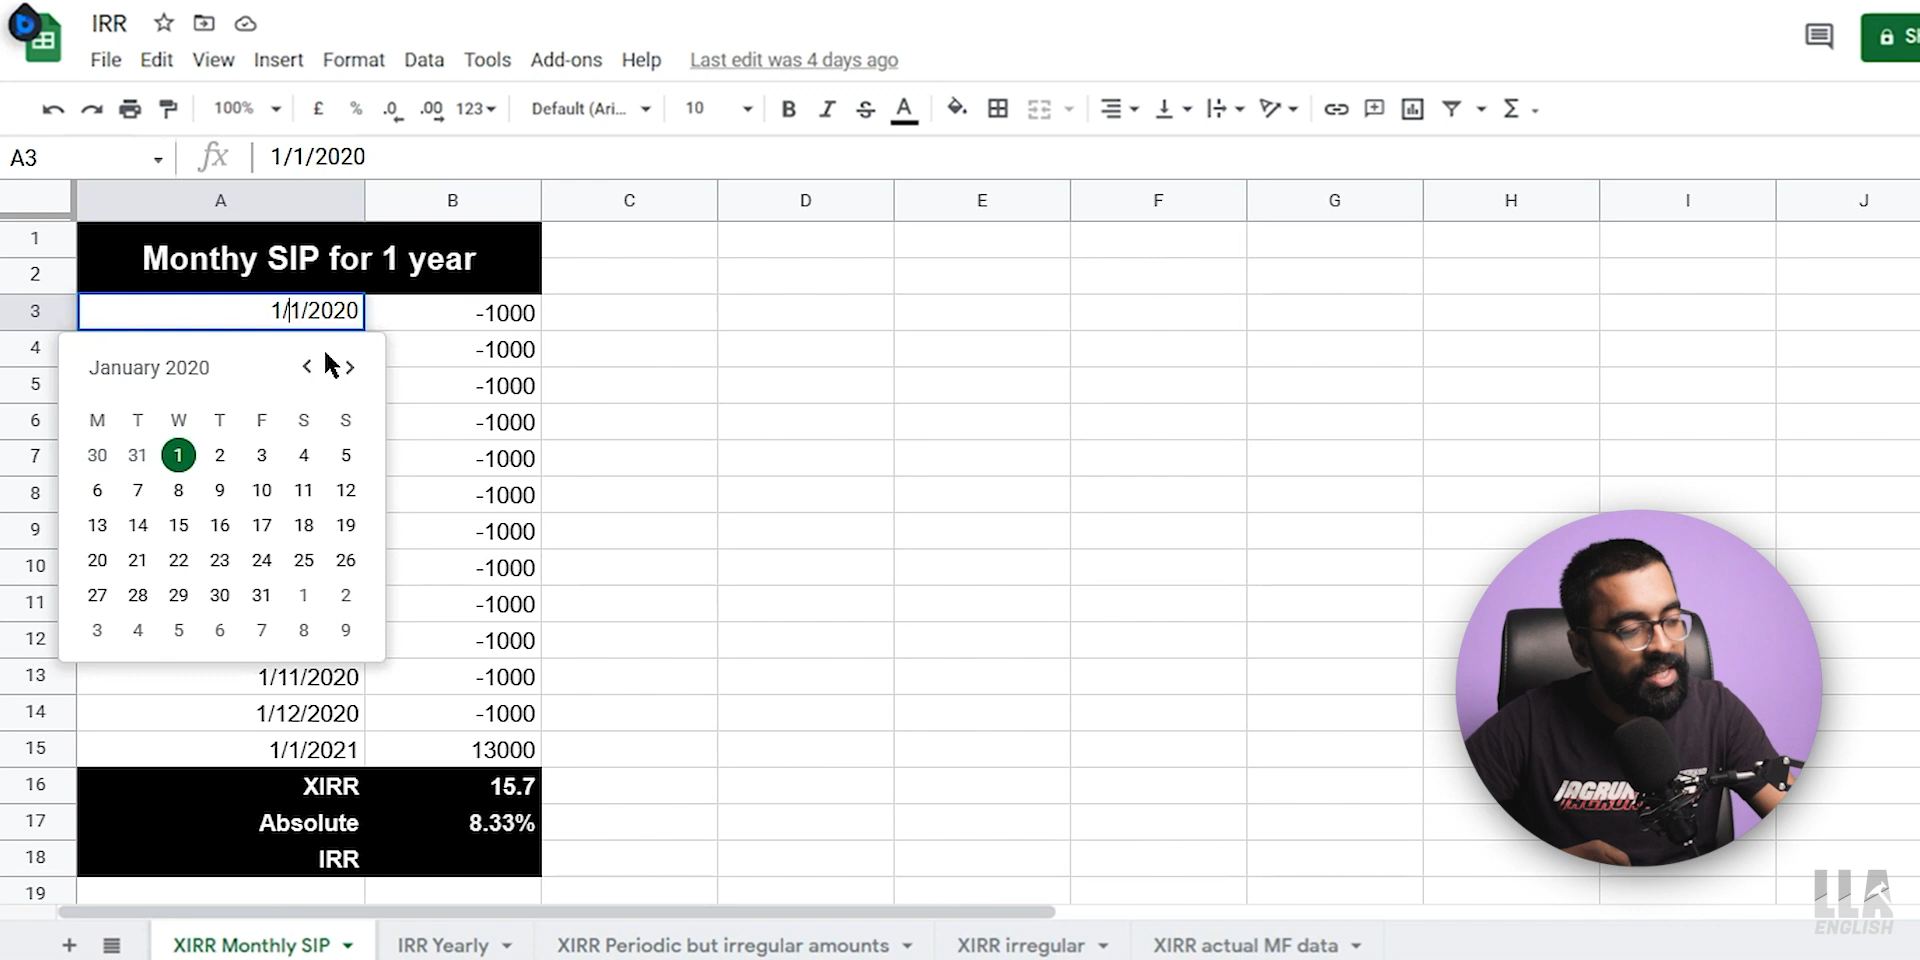 IRR
File Edit View Insert Format Data Tools Add-ons Help Last edit was 4 days ago
100% £ % .0 .00 123 Default (Ari... 10 B I S A Σ
A3 fx 1/1/2020
A B C D E F G H I J
1 Monthy SIP for 1 year
2
3 1/1/2020 -1000
4 -1000
January 2020
5 -1000
6 M T W T F S S -1000
7 30 31 1 2 3 4 5 -1000
8 6 7 8 9 10 11 12 -1000
9 13 14 15 16 17 18 19 -1000
10 20 21 22 23 24 25 26 -1000
11 27 28 29 30 31 1 2 -1000
12 3 4 5 6 7 8 9 -1000
13 1/11/2020 -1000
14 1/12/2020 -1000
15 1/1/2021 13000
16 XIRR 15.7
17 Absolute 8.33%
18 IRR
19
XIRR Monthly SIP IRR Yearly XIRR Periodic but irregular amounts XIRR irregular XIRR actual MF data
LLA
ENGLISH